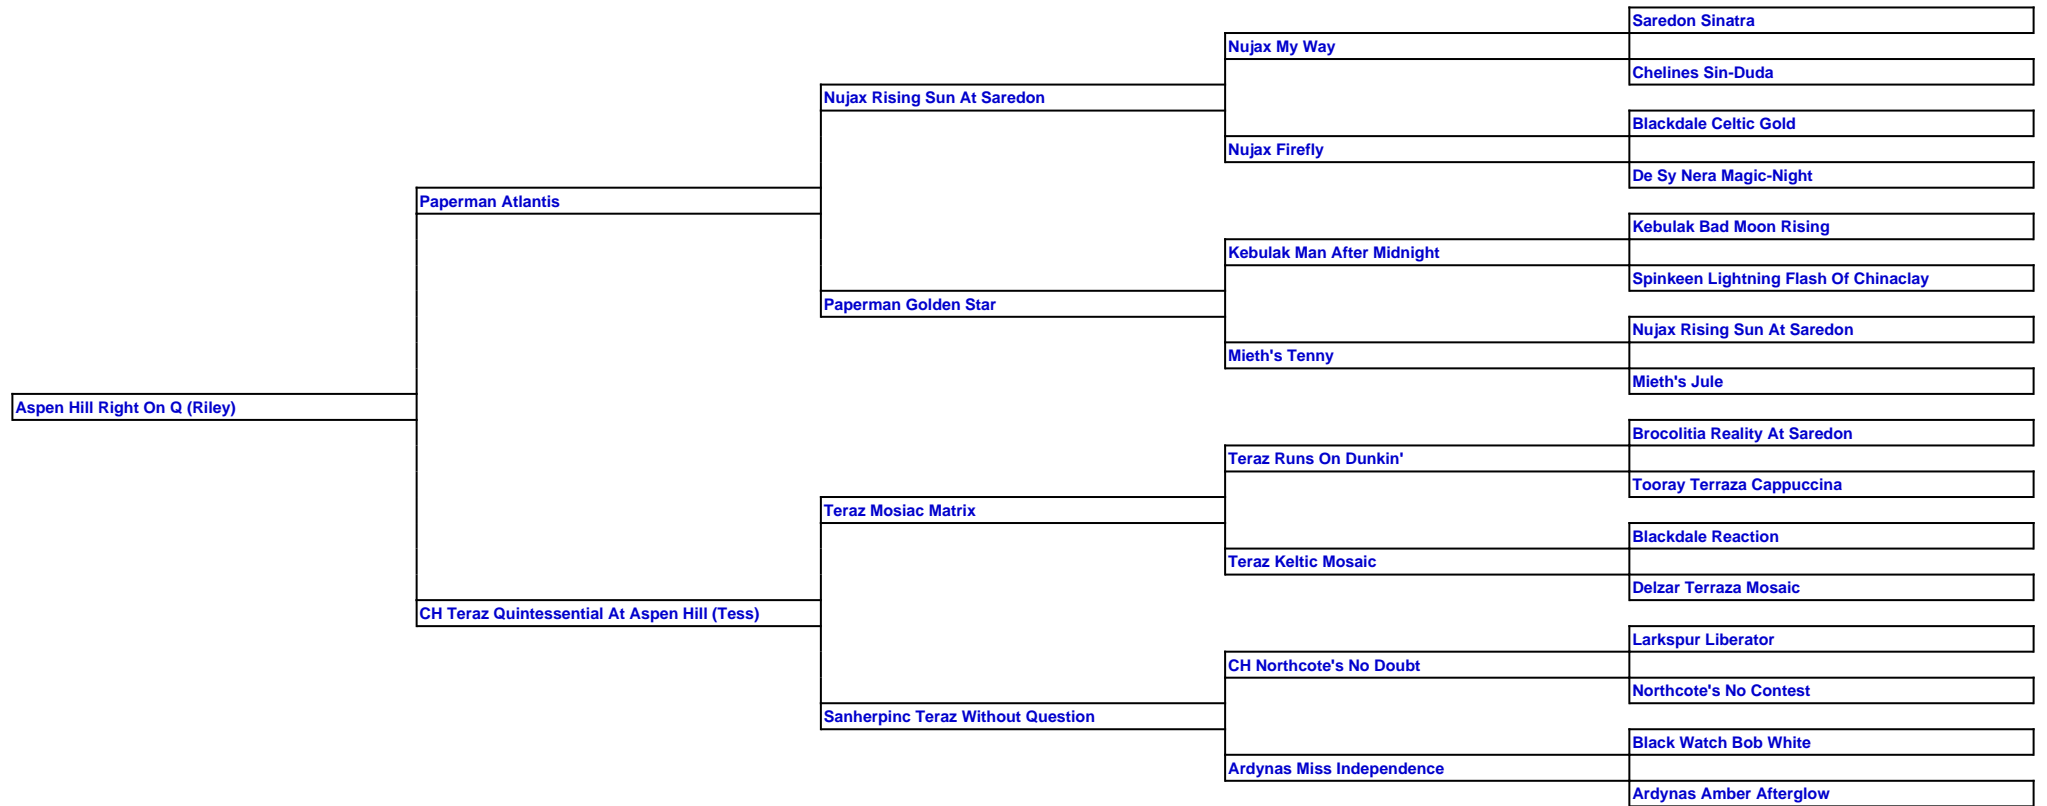 Saredon Sinatra
Nujax My Way
Chelines Sin-Duda
Nujax Rising Sun At Saredon
Blackdale Celtic Gold
Nujax Firefly
De Sy Nera Magic-Night
Paperman Atlantis
Kebulak Bad Moon Rising
Kebulak Man After Midnight
Spinkeen Lightning Flash Of Chinaclay
Paperman Golden Star
Nujax Rising Sun At Saredon
Mieth's Tenny
Mieth's Jule
Aspen Hill Right On Q (Riley)
Brocolitia Reality At Saredon
Teraz Runs On Dunkin'
Tooray Terraza Cappuccina
Teraz Mosiac Matrix
Blackdale Reaction
Teraz Keltic Mosaic
Delzar Terraza Mosaic
CH Teraz Quintessential At Aspen Hill (Tess)
Larkspur Liberator
CH Northcote's No Doubt
Northcote's No Contest
Sanherpinc Teraz Without Question
Black Watch Bob White
Ardynas Miss Independence
Ardynas Amber Afterglow